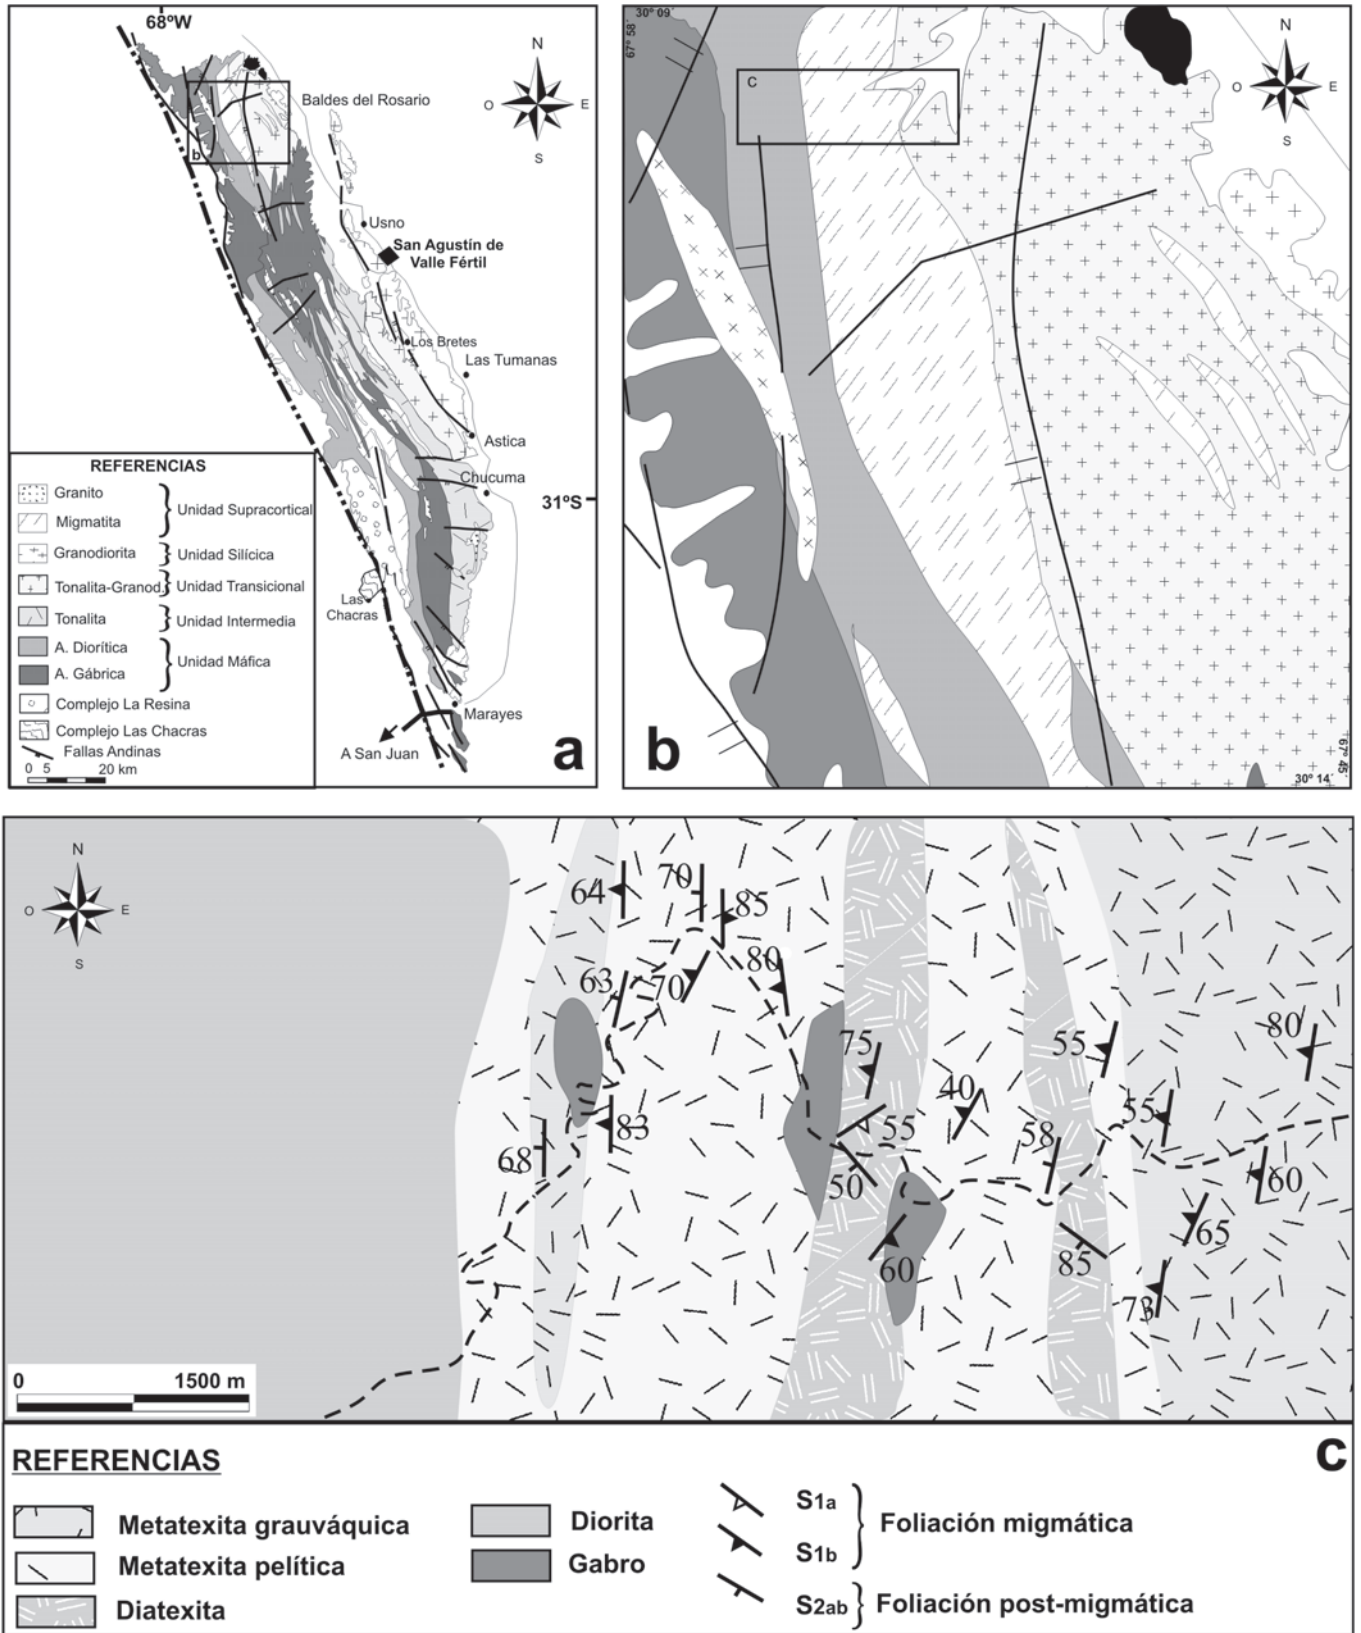 68ºW
N
O
E
S
Baldes del Rosario
b
Usno
San Agustín de
Valle Fértil
Los Bretes
Las Tumanas
Astica
Chucuma
31ºS
Las
Chacras
Marayes
A San Juan
a
REFERENCIAS
Granito
Migmatita
Unidad Supracortical
Granodiorita
Unidad Silícica
Tonalita-Granod.
Unidad Transicional
Tonalita
Unidad Intermedia
A. Diorítica
A. Gábrica
Unidad Máfica
Complejo La Resina
Complejo Las Chacras
Fallas Andinas
0 5 20 km
30º 09´
67º 58´
c
N
O
E
S
b
67º 45´
30º 14´
N
O
E
S
64
70
85
63
70
80
75
55
80
40
55
83
68
55
58
50
60
65
60
85
73
0 1500 m
c
REFERENCIAS
Metatexita grauváquica
Metatexita pelítica
Diatexita
Diorita
Gabro
S1a
S1b
Foliación migmática
S2ab
Foliación post-migmática